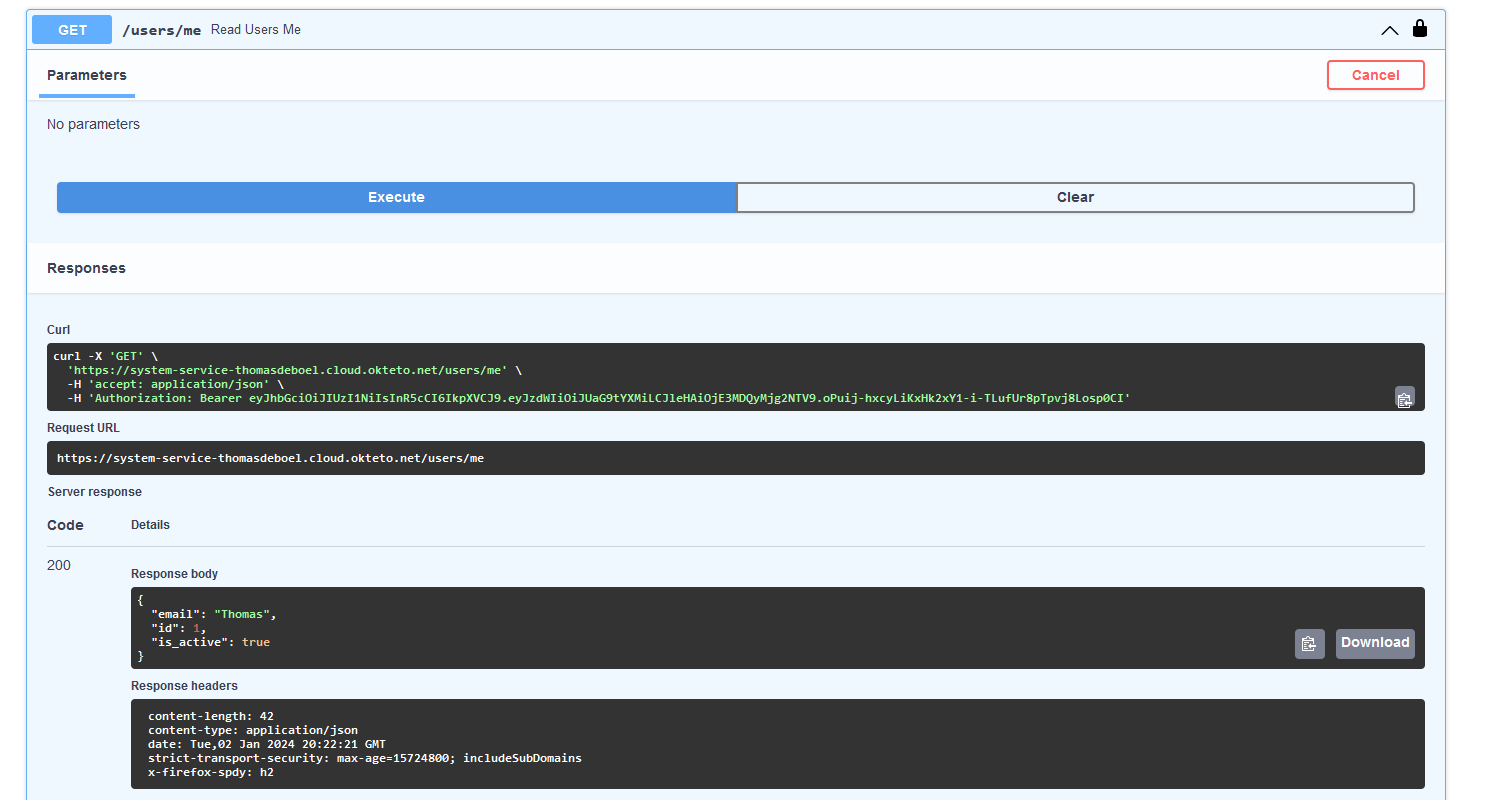 GET /users/me Read Users Me
Parameters
Cancel
No parameters
Execute
Clear
Responses
Curl
curl -X 'GET' \
'https://system-service-thomasdeboel.cloud.okteto.net/users/me' \
-H 'accept: application/json' \
-H 'Authorization: Bearer eyJhbGciOiJIUzI1NiIsInR5cCI6IkpXVCJ9.eyJzdWIiOiJUaG9tYXMiLCJleHAiOjE3MDQyMjg2NTV9.oPuij-hxcyLiKxHk2xY1-i-TLufUr8pTpvj8Losp0CI'
Request URL
https://system-service-thomasdeboel.cloud.okteto.net/users/me
Server response
Code Details
200
Response body
{
"email": "Thomas",
"id": 1,
"is_active": true
}
Download
Response headers
content-length: 42
content-type: application/json
date: Tue,02 Jan 2024 20:22:21 GMT
strict-transport-security: max-age=15724800; includeSubDomains
x-firefox-spdy: h2